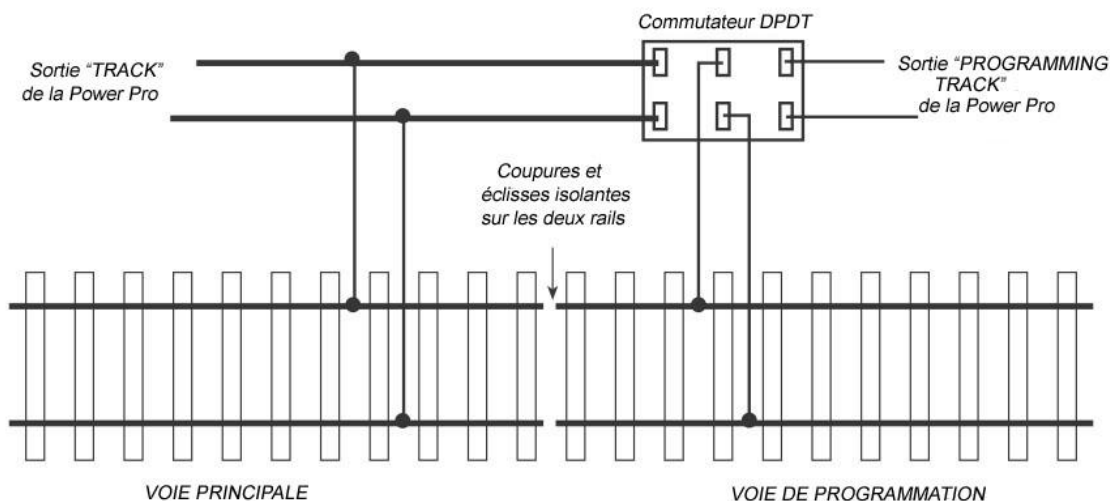 Commutateur DPDT
Sortie “TRACK”
de la Power Pro
Sortie “PROGRAMMING
TRACK”
de la Power Pro
Coupures et
éclisses isolantes
sur les deux rails
VOIE PRINCIPALE
VOIE DE PROGRAMMATION